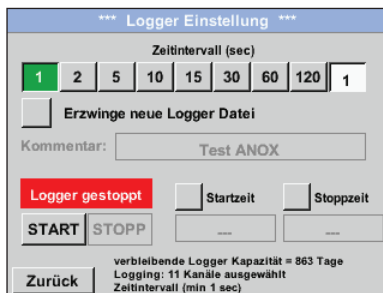 *** Logger Einstellung ***
Zeitintervall (sec)
1 2 5 10 15 30 60 120 1
Erzwinge neue Logger Datei
Kommentar: Test ANOX
Logger gestoppt Startzeit Stoppzeit
START STOPP --- ---
verbleibende Logger Kapazität = 863 Tage
Logging: 11 Kanäle ausgewählt
Zurück Zeitintervall (min 1 sec)